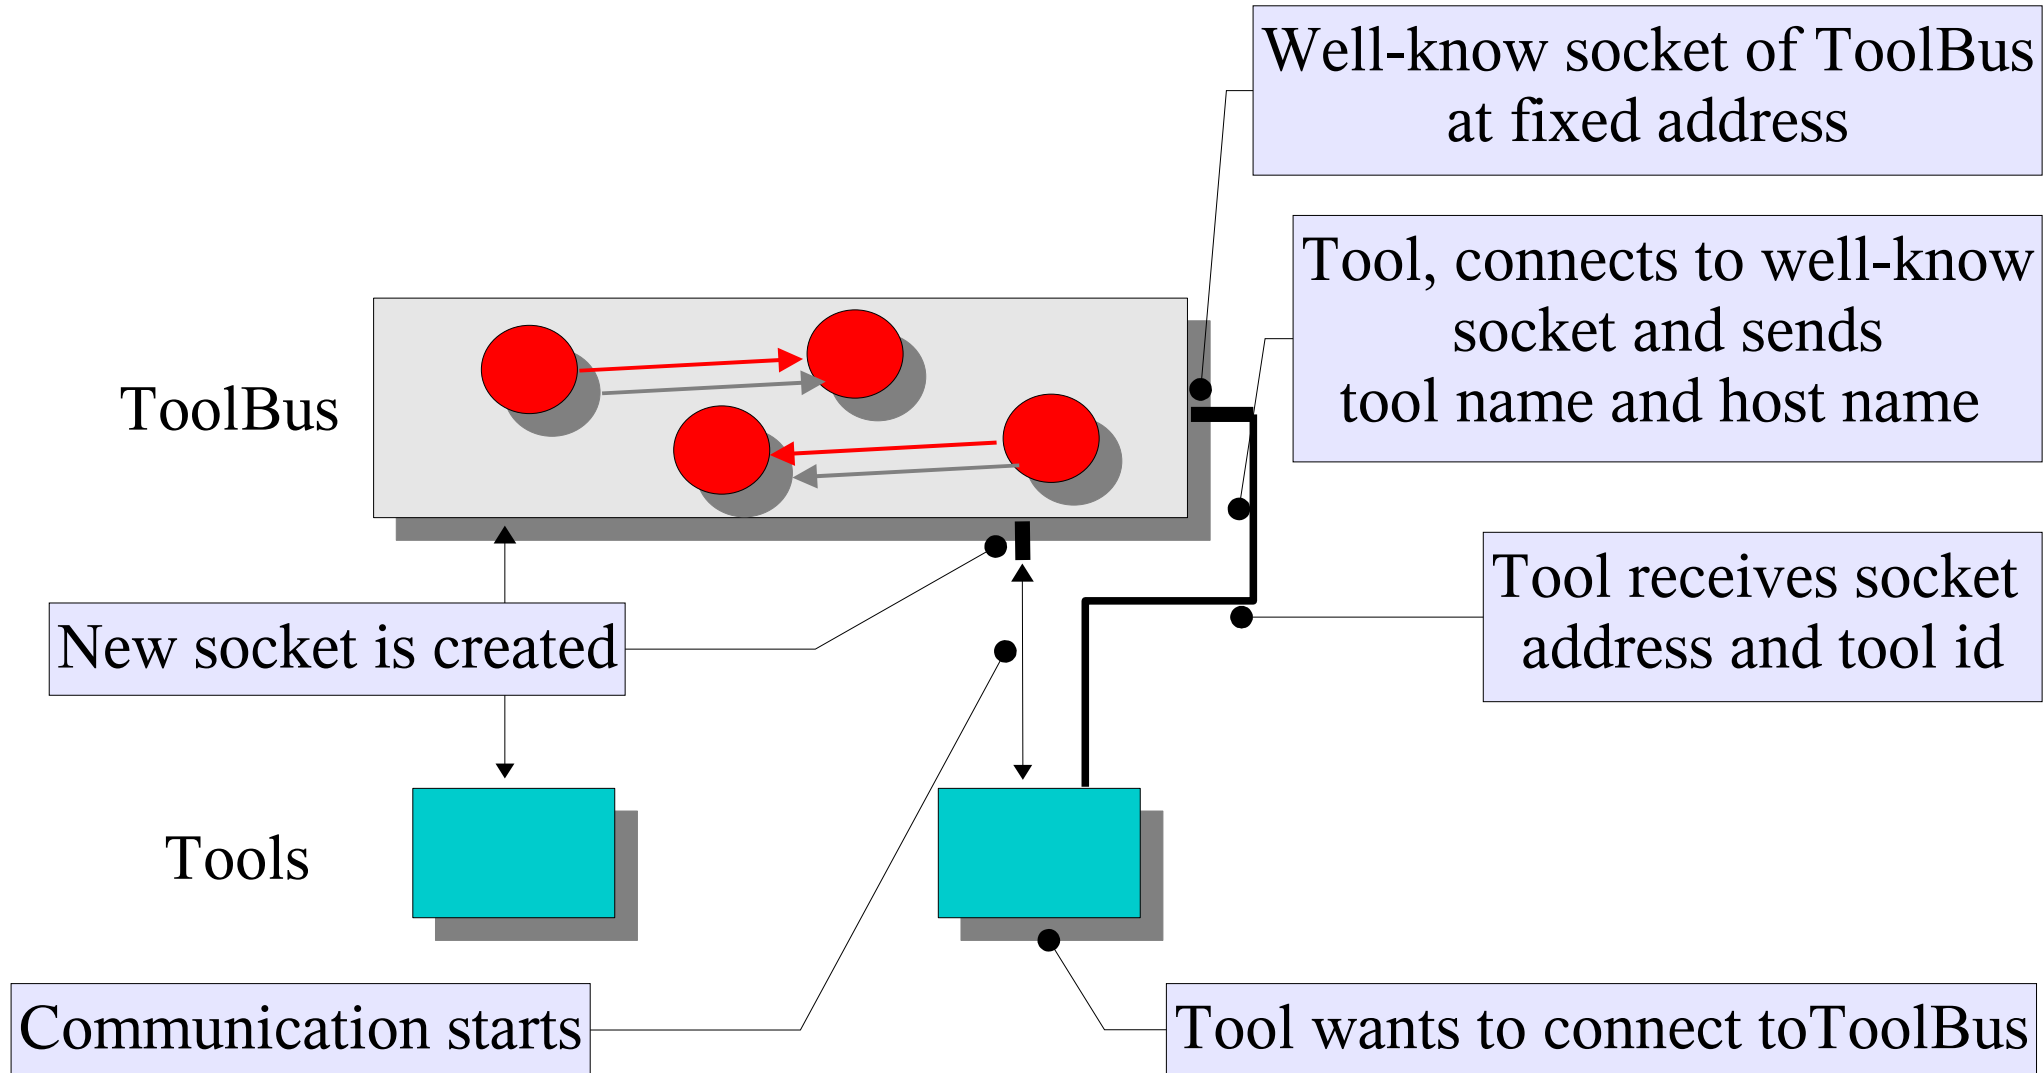 Well-know socket of ToolBus
at fixed address
Tool, connects to well-know
socket and sends
tool name and host name
ToolBus
Tool receives socket
address and tool id
New socket is created
Tools
Communication starts
Tool wants to connect toToolBus